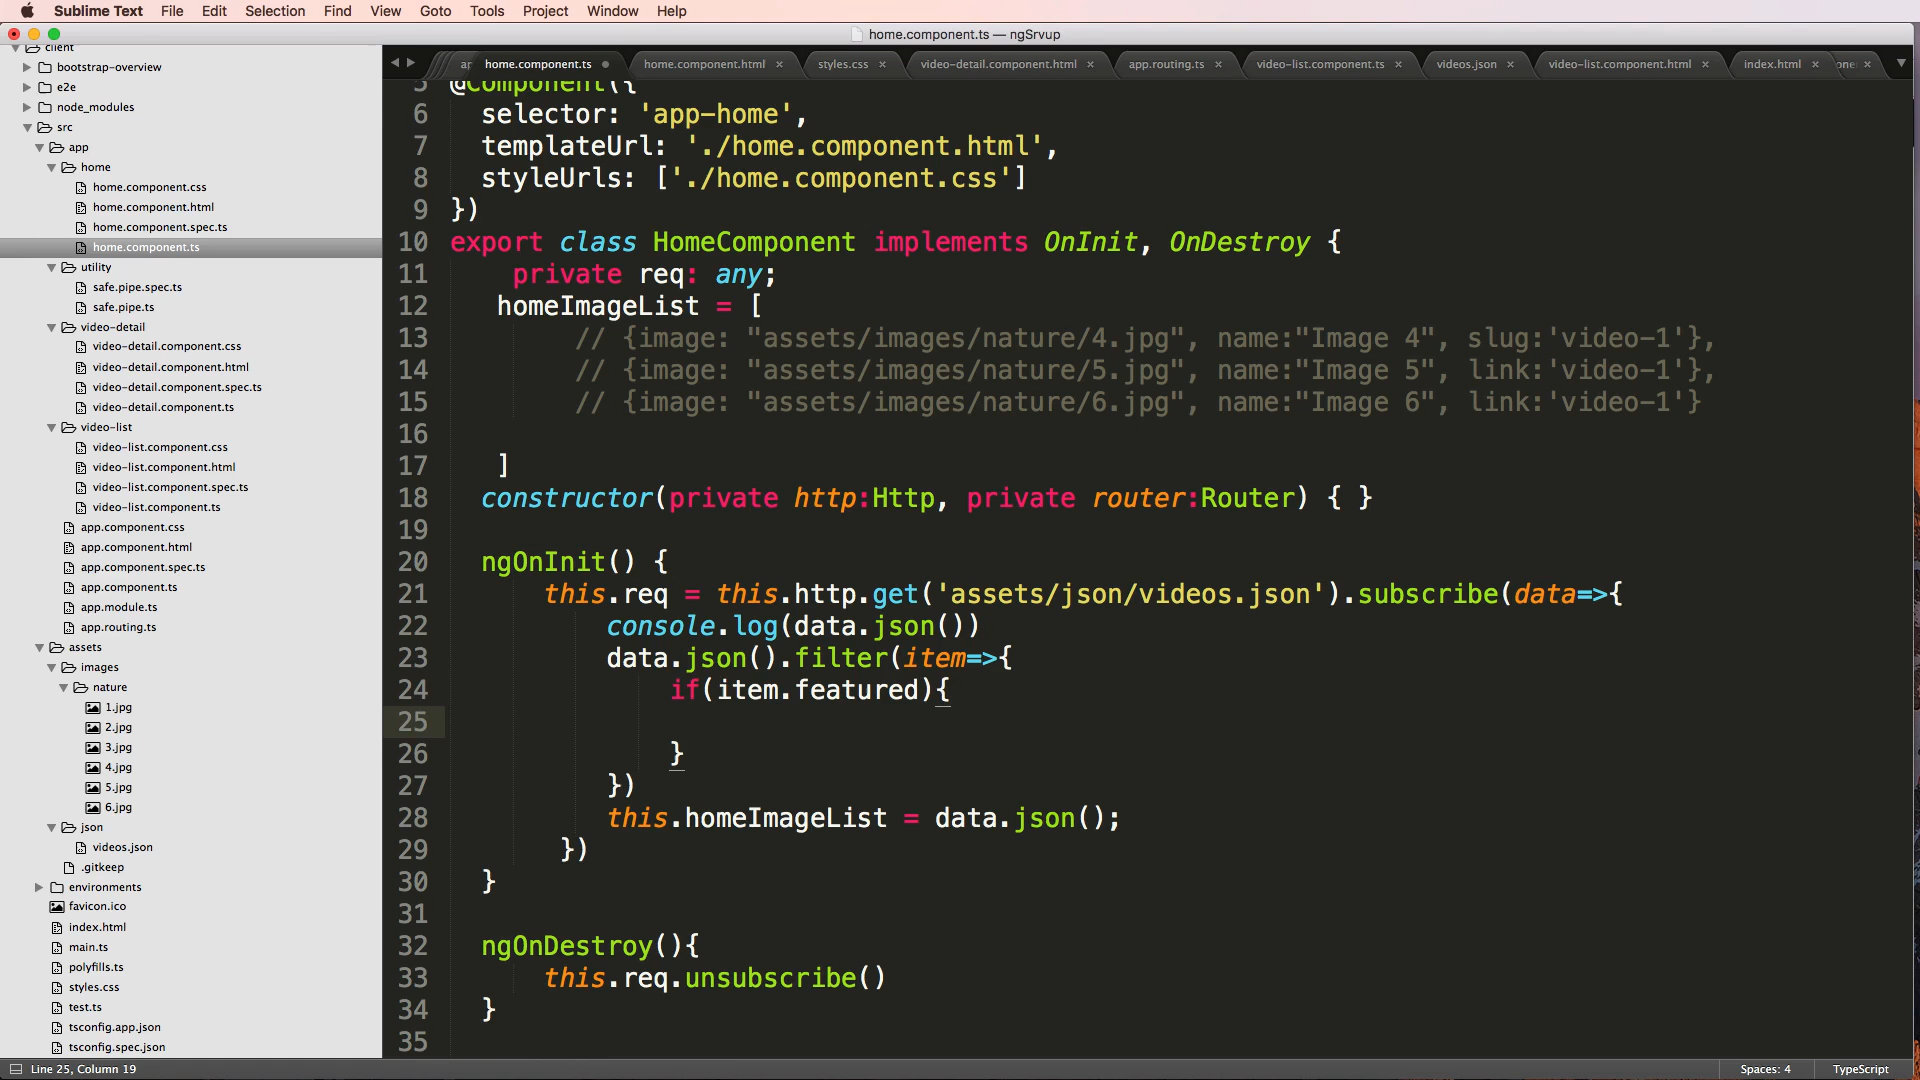 Sublime Text File Edit Selection Find View Goto Tools Project Window Help
home.component.ts — ngSrvup
client
bootstrap-overview
e2e
node_modules
src
app
home
home.component.css
home.component.html
home.component.spec.ts
home.component.ts
utility
safe.pipe.spec.ts
safe.pipe.ts
video-detail
video-detail.component.css
video-detail.component.html
video-detail.component.spec.ts
video-detail.component.ts
video-list
video-list.component.css
video-list.component.html
video-list.component.spec.ts
video-list.component.ts
app.component.css
app.component.html
app.component.spec.ts
app.component.ts
app.module.ts
app.routing.ts
assets
images
nature
1.jpg
2.jpg
3.jpg
4.jpg
5.jpg
6.jpg
json
videos.json
.gitkeep
environments
favicon.ico
index.html
main.ts
polyfills.ts
styles.css
test.ts
tsconfig.app.json
tsconfig.spec.json
home.component.ts home.component.html styles.css video-detail.component.html app.routing.ts video-list.component.ts videos.json video-list.component.html index.html
5 @Component({
6 selector: 'app-home',
7 templateUrl: './home.component.html',
8 styleUrls: ['./home.component.css']
9 })
10 export class HomeComponent implements OnInit, OnDestroy {
11 private req: any;
12 homeImageList = [
13 // {image: "assets/images/nature/4.jpg", name:"Image 4", slug:'video-1'},
14 // {image: "assets/images/nature/5.jpg", name:"Image 5", link:'video-1'},
15 // {image: "assets/images/nature/6.jpg", name:"Image 6", link:'video-1'}
16
17 ]
18 constructor(private http:Http, private router:Router) { }
19
20 ngOnInit() {
21 this.req = this.http.get('assets/json/videos.json').subscribe(data=>{
22 console.log(data.json())
23 data.json().filter(item=>{
24 if(item.featured){
25
26 }
27 })
28 this.homeImageList = data.json();
29 })
30 }
31
32 ngOnDestroy(){
33 this.req.unsubscribe()
34 }
35
Line 25, Column 19 Spaces: 4 TypeScript